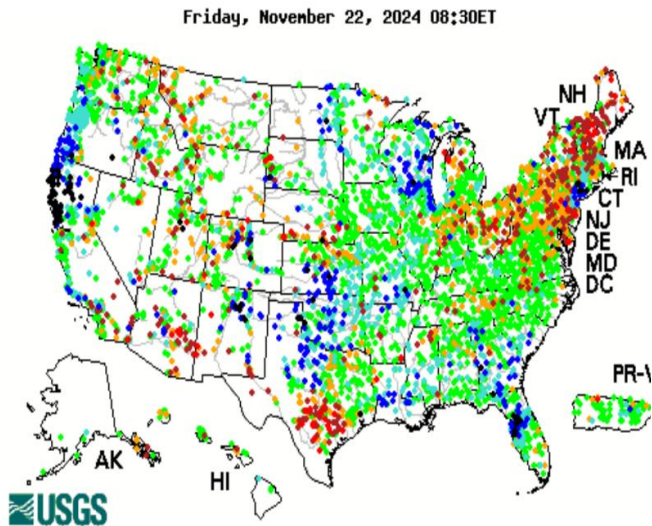 Friday, November 22, 2024 08:30ET
NH
VT
MA
RI
CT
NJ
DE
MD
DC
PR-V
AK
HI
USGS